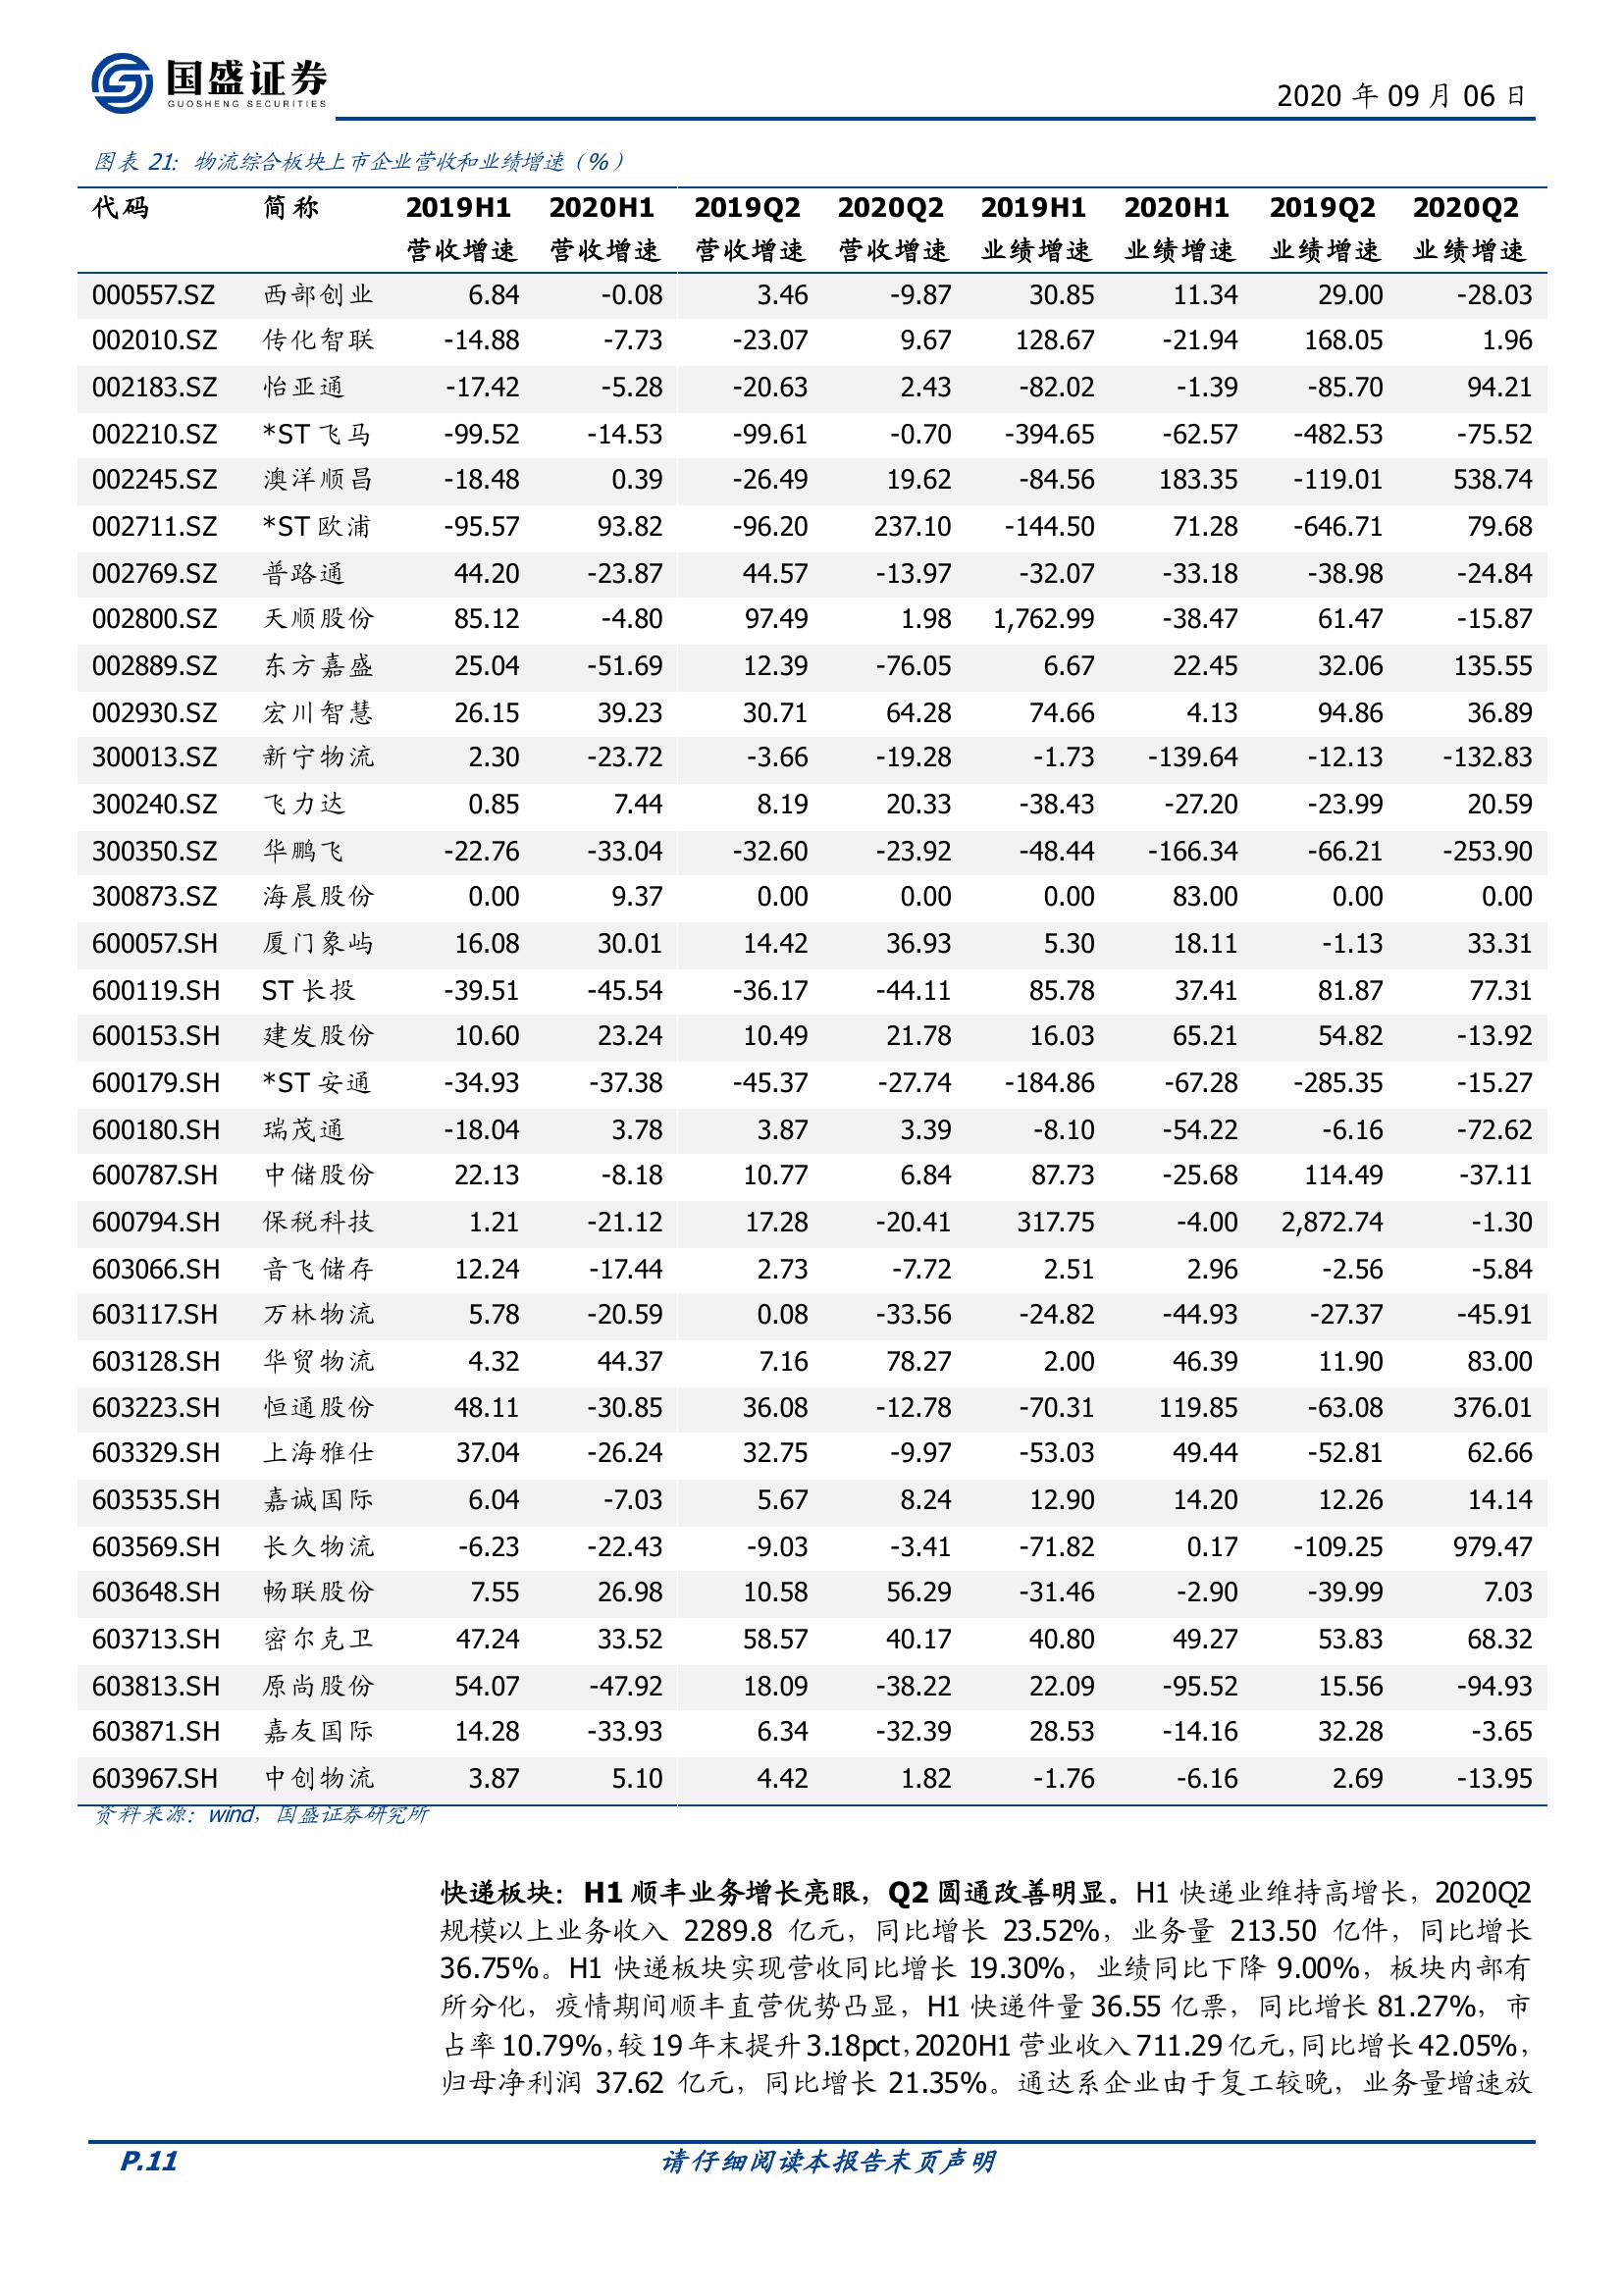 国盛证券
GUOSHENG SECURITIES
2020 年 09 月 06 日
图表 21：物流综合板块上市企业营收和业绩增速（%）
代码 简称 2019H1 2020H1 2019Q2 2020Q2 2019H1 2020H1 2019Q2 2020Q2
营收增速 营收增速 营收增速 营收增速 业绩增速 业绩增速 业绩增速 业绩增速
000557.SZ 西部创业 6.84 -0.08 3.46 -9.87 30.85 11.34 29.00 -28.03
002010.SZ 传化智联 -14.88 -7.73 -23.07 9.67 128.67 -21.94 168.05 1.96
002183.SZ 怡亚通 -17.42 -5.28 -20.63 2.43 -82.02 -1.39 -85.70 94.21
002210.SZ *ST 飞马 -99.52 -14.53 -99.61 -0.70 -394.65 -62.57 -482.53 -75.52
002245.SZ 澳洋顺昌 -18.48 0.39 -26.49 19.62 -84.56 183.35 -119.01 538.74
002711.SZ *ST 欧浦 -95.57 93.82 -96.20 237.10 -144.50 71.28 -646.71 79.68
002769.SZ 普路通 44.20 -23.87 44.57 -13.97 -32.07 -33.18 -38.98 -24.84
002800.SZ 天顺股份 85.12 -4.80 97.49 1.98 1,762.99 -38.47 61.47 -15.87
002889.SZ 东方嘉盛 25.04 -51.69 12.39 -76.05 6.67 22.45 32.06 135.55
002930.SZ 宏川智慧 26.15 39.23 30.71 64.28 74.66 4.13 94.86 36.89
300013.SZ 新宁物流 2.30 -23.72 -3.66 -19.28 -1.73 -139.64 -12.13 -132.83
300240.SZ 飞力达 0.85 7.44 8.19 20.33 -38.43 -27.20 -23.99 20.59
300350.SZ 华鹏飞 -22.76 -33.04 -32.60 -23.92 -48.44 -166.34 -66.21 -253.90
300873.SZ 海晨股份 0.00 9.37 0.00 0.00 0.00 83.00 0.00 0.00
600057.SH 厦门象屿 16.08 30.01 14.42 36.93 5.30 18.11 -1.13 33.31
600119.SH ST 长投 -39.51 -45.54 -36.17 -44.11 85.78 37.41 81.87 77.31
600153.SH 建发股份 10.60 23.24 10.49 21.78 16.03 65.21 54.82 -13.92
600179.SH *ST 安通 -34.93 -37.38 -45.37 -27.74 -184.86 -67.28 -285.35 -15.27
600180.SH 瑞茂通 -18.04 3.78 3.87 3.39 -8.10 -54.22 -6.16 -72.62
600787.SH 中储股份 22.13 -8.18 10.77 6.84 87.73 -25.68 114.49 -37.11
600794.SH 保税科技 1.21 -21.12 17.28 -20.41 317.75 -4.00 2,872.74 -1.30
603066.SH 音飞储存 12.24 -17.44 2.73 -7.72 2.51 2.96 -2.56 -5.84
603117.SH 万林物流 5.78 -20.59 0.08 -33.56 -24.82 -44.93 -27.37 -45.91
603128.SH 华贸物流 4.32 44.37 7.16 78.27 2.00 46.39 11.90 83.00
603223.SH 恒通股份 48.11 -30.85 36.08 -12.78 -70.31 119.85 -63.08 376.01
603329.SH 上海雅仕 37.04 -26.24 32.75 -9.97 -53.03 49.44 -52.81 62.66
603535.SH 嘉诚国际 6.04 -7.03 5.67 8.24 12.90 14.20 12.26 14.14
603569.SH 长久物流 -6.23 -22.43 -9.03 -3.41 -71.82 0.17 -109.25 979.47
603648.SH 畅联股份 7.55 26.98 10.58 56.29 -31.46 -2.90 -39.99 7.03
603713.SH 密尔克卫 47.24 33.52 58.57 40.17 40.80 49.27 53.83 68.32
603813.SH 原尚股份 54.07 -47.92 18.09 -38.22 22.09 -95.52 15.56 -94.93
603871.SH 嘉友国际 14.28 -33.93 6.34 -32.39 28.53 -14.16 32.28 -3.65
603967.SH 中创物流 3.87 5.10 4.42 1.82 -1.76 -6.16 2.69 -13.95
资料来源：wind，国盛证券研究所
快递板块：H1 顺丰业务增长亮眼，Q2 圆通改善明显。H1 快递业维持高增长，2020Q2
规模以上业务收入 2289.8 亿元，同比增长 23.52%，业务量 213.50 亿件，同比增长
36.75%。H1 快递板块实现营收同比增长 19.30%，业绩同比下降 9.00%，板块内部有
所分化，疫情期间顺丰直营优势凸显，H1 快递件量 36.55 亿票，同比增长 81.27%，市
占率 10.79%，较 19 年末提升 3.18pct，2020H1 营业收入 711.29 亿元，同比增长 42.05%，
归母净利润 37.62 亿元，同比增长 21.35%。通达系企业由于复工较晚，业务量增速放
P.11 请仔细阅读本报告末页声明